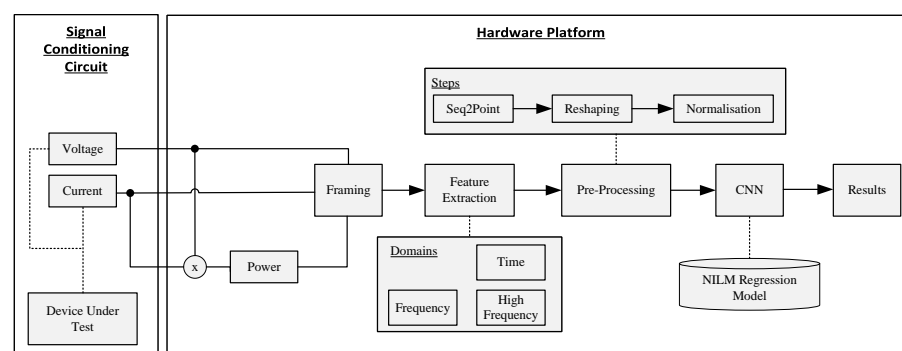 Signal
Conditioning
Circuit
Hardware Platform
Steps
Seq2Point
Reshaping
Normalisation
Voltage
Current
Framing
Feature
Extraction
Pre-Processing
CNN
Results
x
Power
Domains
Time
Frequency
High
Frequency
NILM Regression
Model
Device Under
Test